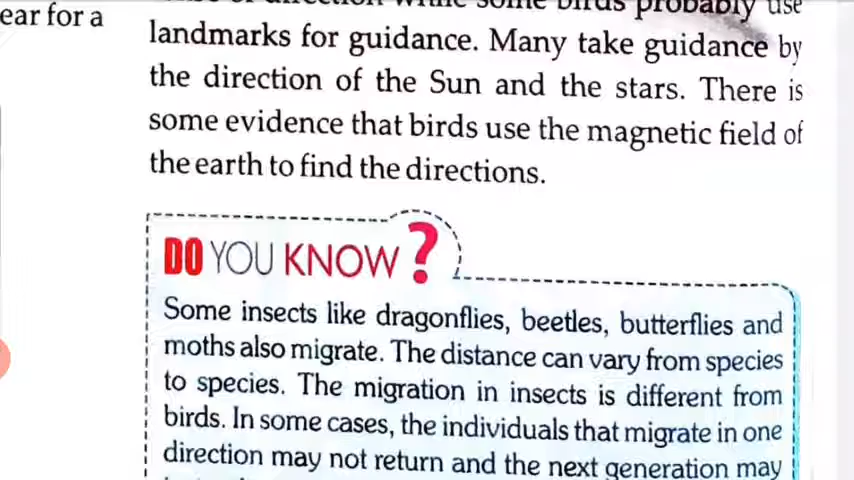 ear for a
some birds probably use
landmarks for guidance. Many take guidance by
the direction of the Sun and the stars. There is
some evidence that birds use the magnetic field of
the earth to find the directions.
DO YOU KNOW?
Some insects like dragonflies, beetles, butterflies and
moths also migrate. The distance can vary from species
to species. The migration in insects is different from
birds. In some cases, the individuals that migrate in one
direction may not return and the next generation may